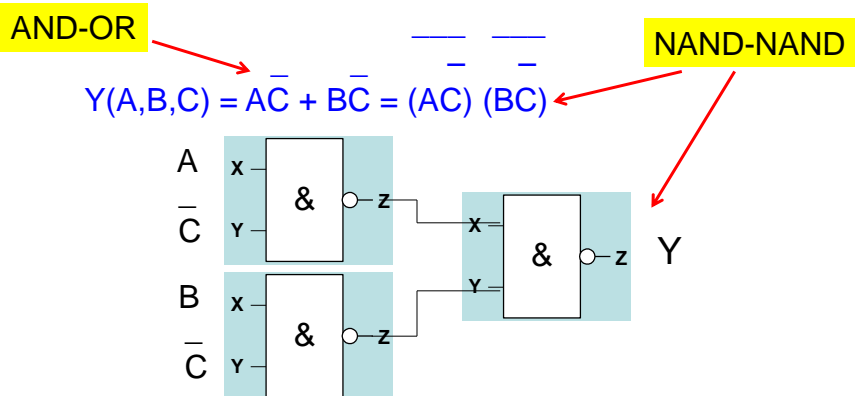 AND-OR
NAND-NAND
Y(A,B,C) = AC̅ + BC̅ = (AC̅)̅ (BC̅)̅
A X
& Z
C̅ Y
X
& Z Y
Y
B X
& Z
C̅ Y